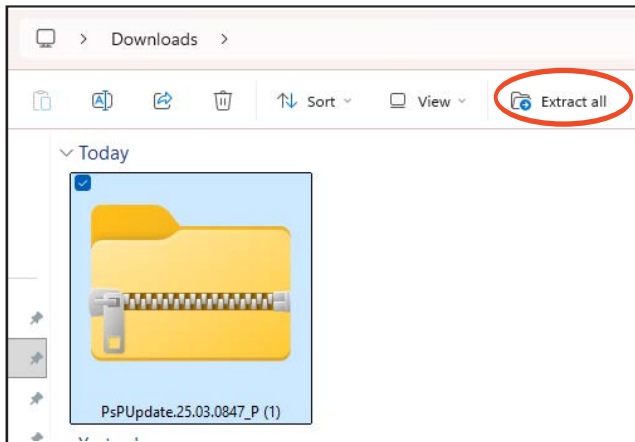 > Downloads >
Sort View Extract all
Today
PsPUpdate.25.03.0847_P (1)